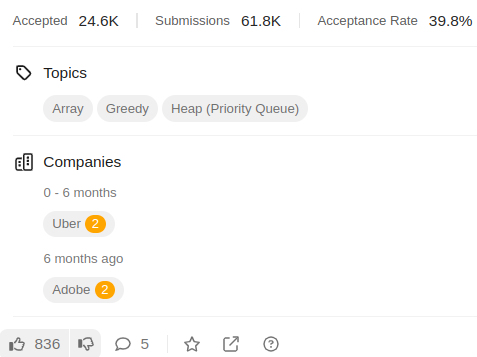 Accepted 24.6K Submissions 61.8K Acceptance Rate 39.8%
Topics
Array Greedy Heap (Priority Queue)
Companies
0 - 6 months
Uber 2
6 months ago
Adobe 2
836 5